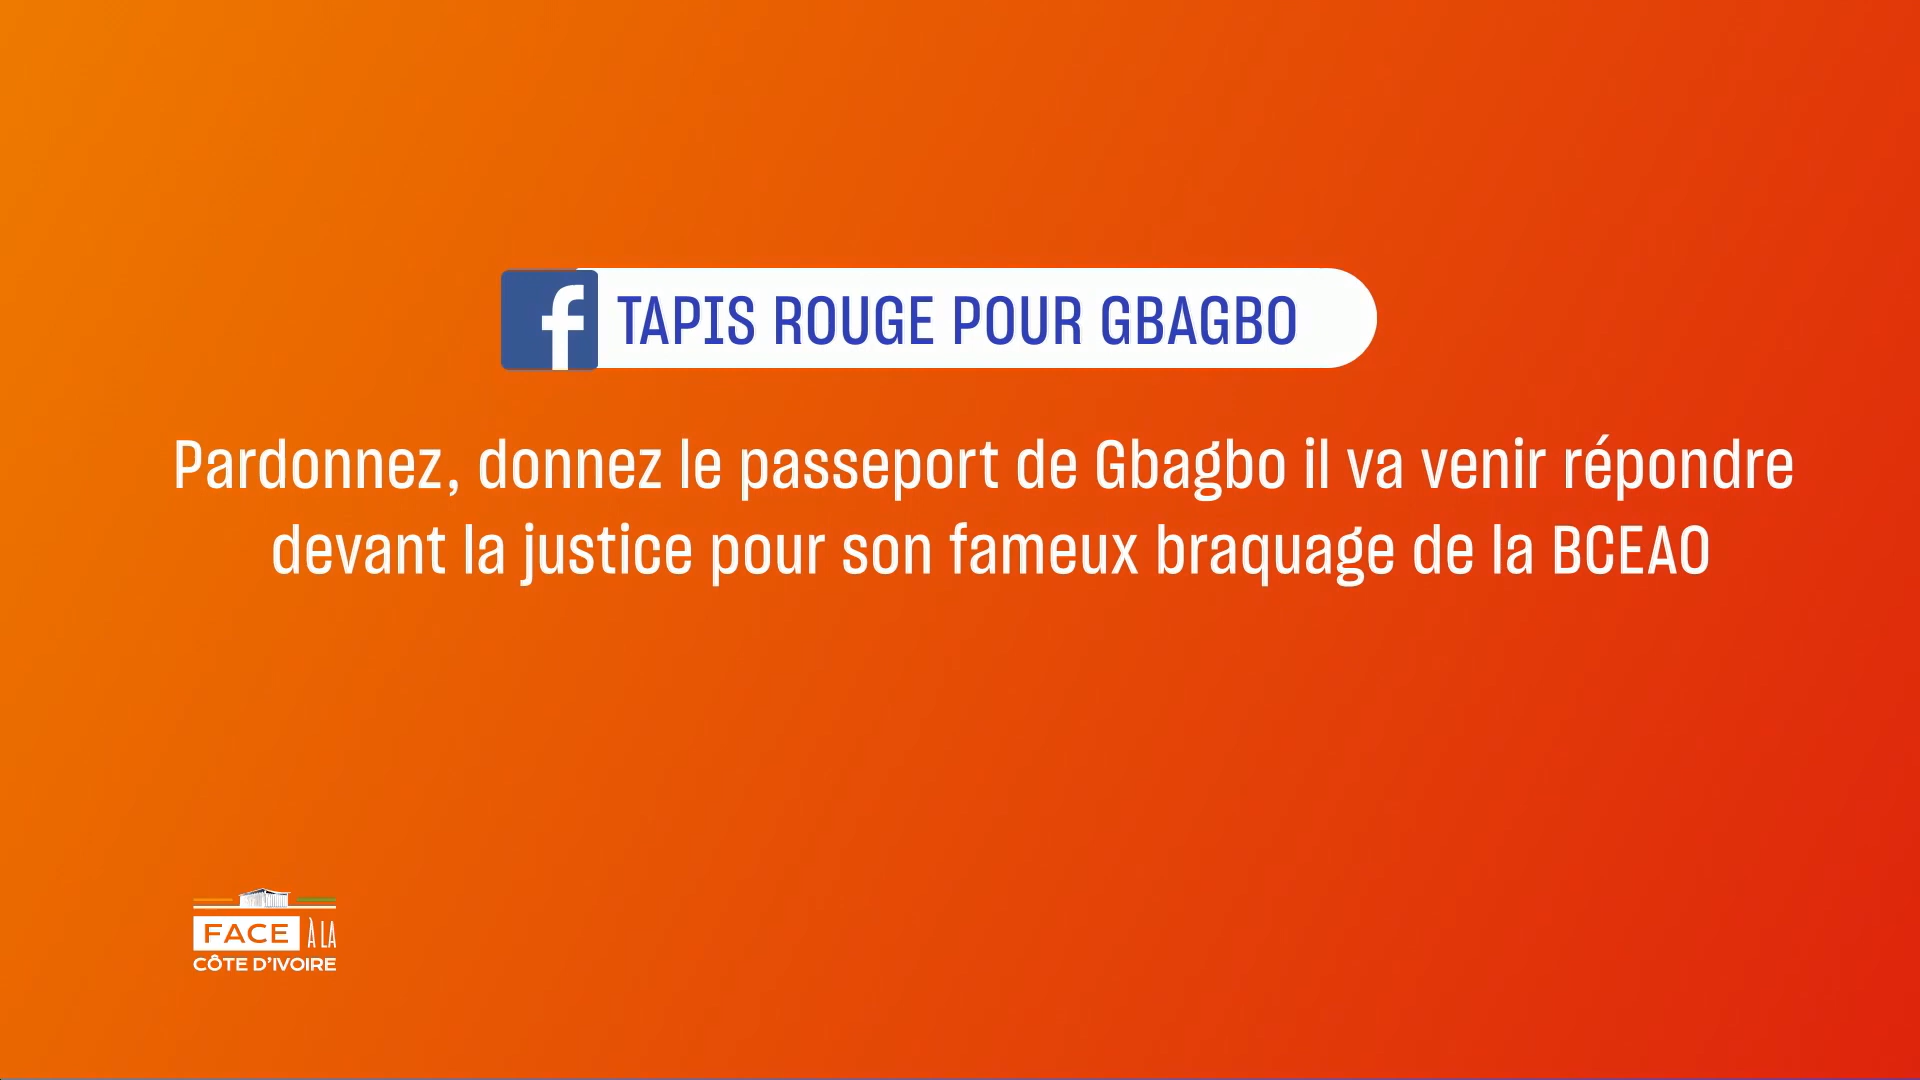 TAPIS ROUGE POUR GBAGBO
Pardonnez, donnez le passeport de Gbagbo il va venir répondre
devant la justice pour son fameux braquage de la BCEAO
FACE À LA
CÔTE D'IVOIRE